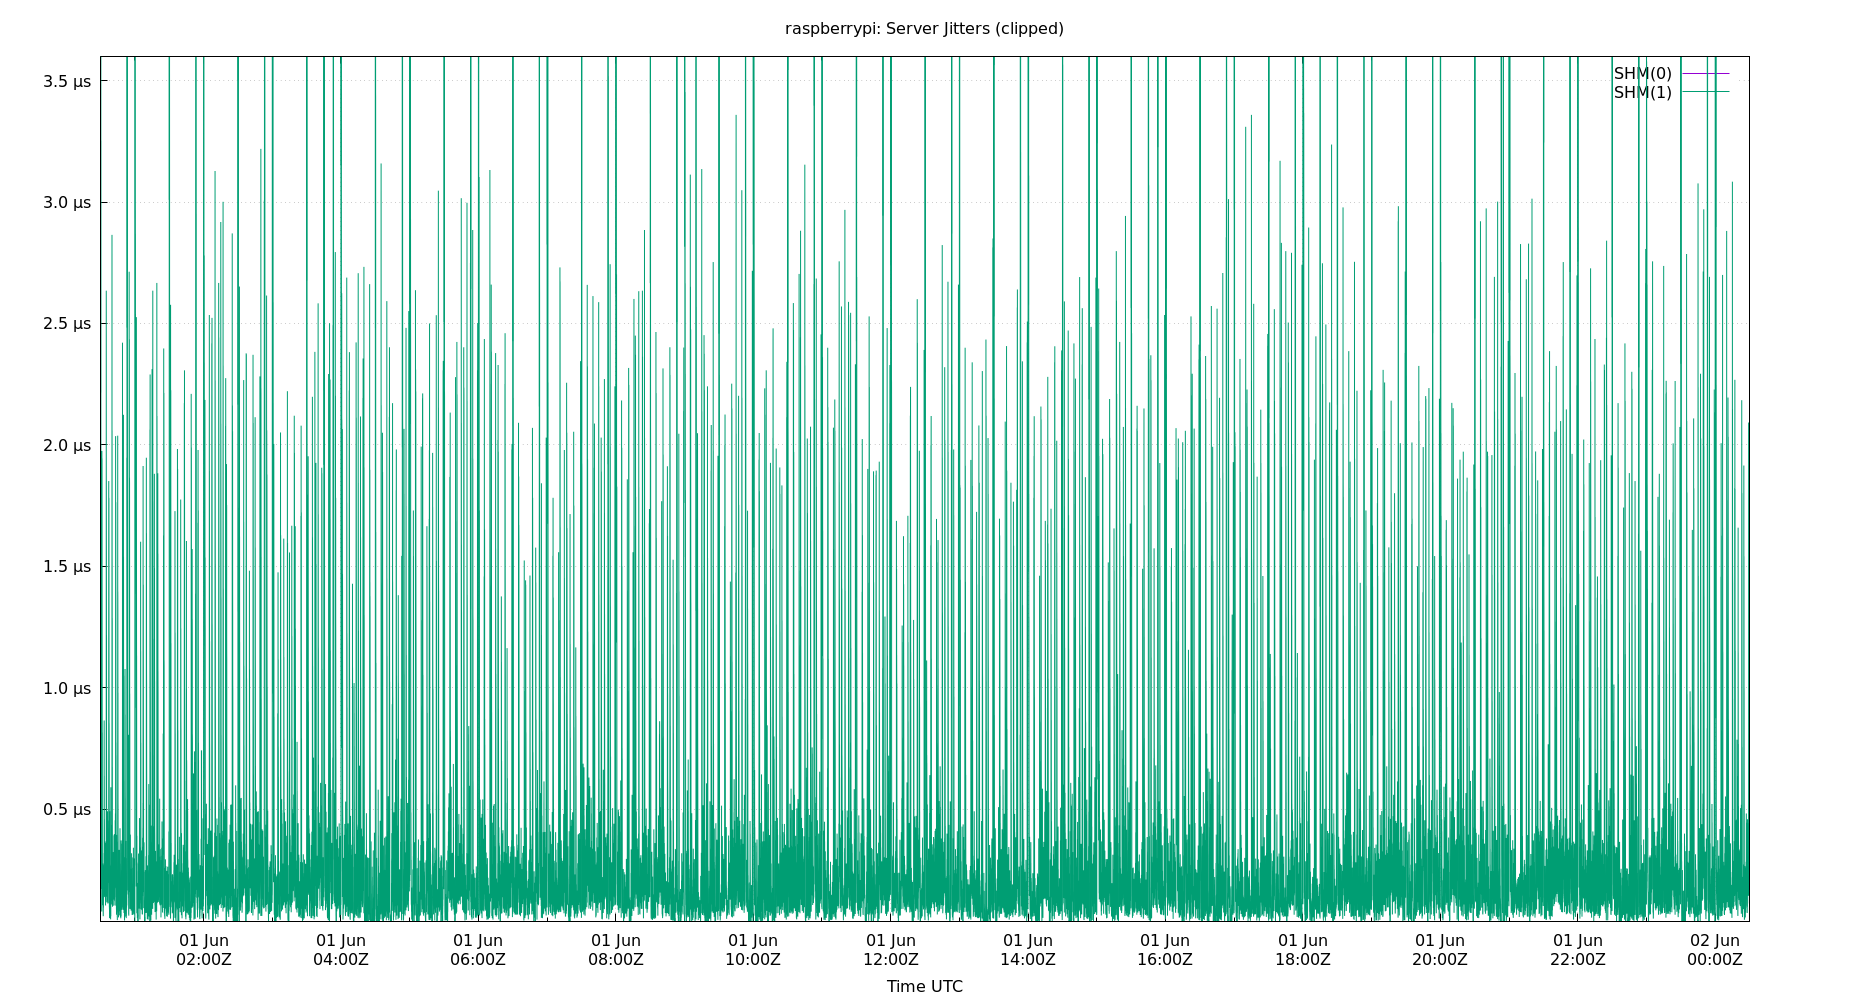 raspberrypi: Server Jitters (clipped)
SHM(0)
SHM(1)
3.5 µs
3.0 µs
2.5 µs
2.0 µs
1.5 µs
1.0 µs
0.5 µs
01 Jun 01 Jun 01 Jun 01 Jun 01 Jun 01 Jun 01 Jun 01 Jun 01 Jun 01 Jun 01 Jun 02 Jun
02:00Z 04:00Z 06:00Z 08:00Z 10:00Z 12:00Z 14:00Z 16:00Z 18:00Z 20:00Z 22:00Z 00:00Z
Time UTC